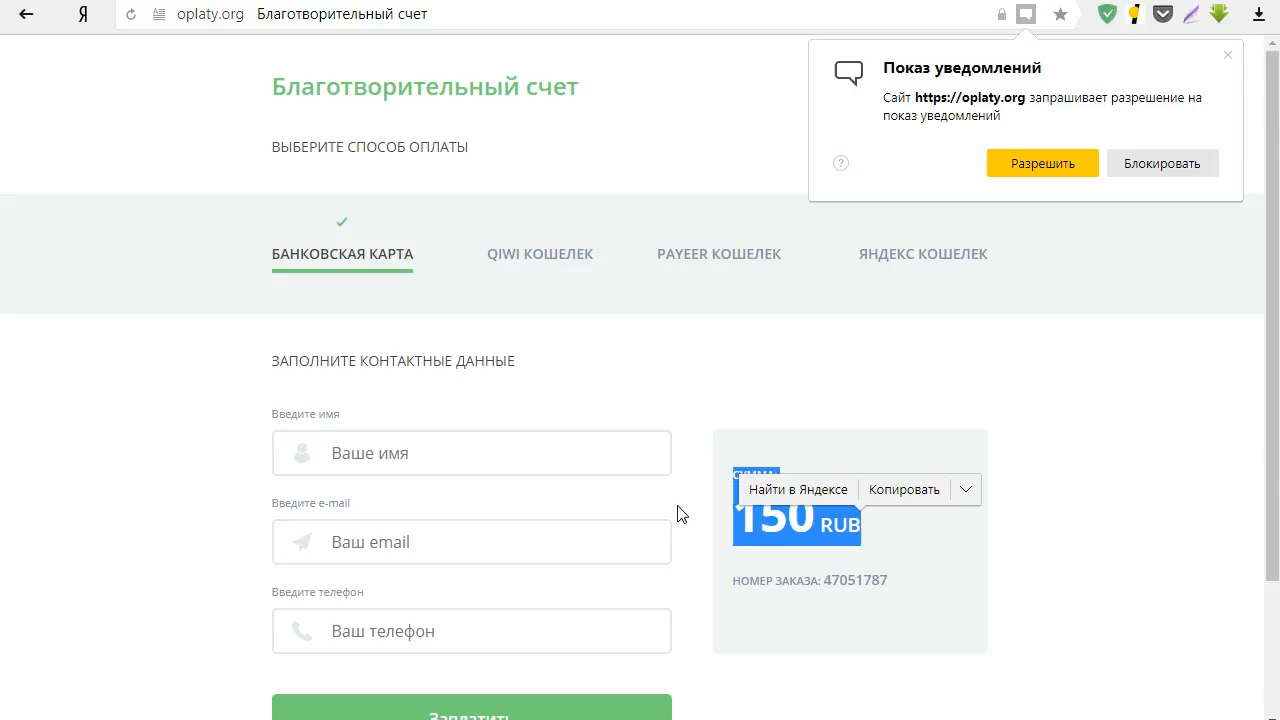 Я
oplaty.org Благотворительный счет
Показ уведомлений
Сайт https://oplaty.org запрашивает разрешение на
показ уведомлений
?
Разрешить
Блокировать
Благотворительный счет
ВЫБЕРИТЕ СПОСОБ ОПЛАТЫ
БАНКОВСКАЯ КАРТА
QIWI КОШЕЛЕК
PAYEER КОШЕЛЕК
ЯНДЕКС КОШЕЛЕК
ЗАПОЛНИТЕ КОНТАКТНЫЕ ДАННЫЕ
Введите имя
Ваше имя
Введите e-mail
Ваш email
Введите телефон
Ваш телефон
Заплатить
СУММА:
Найти в Яндексе
Копировать
150 RUB
НОМЕР ЗАКАЗА: 47051787